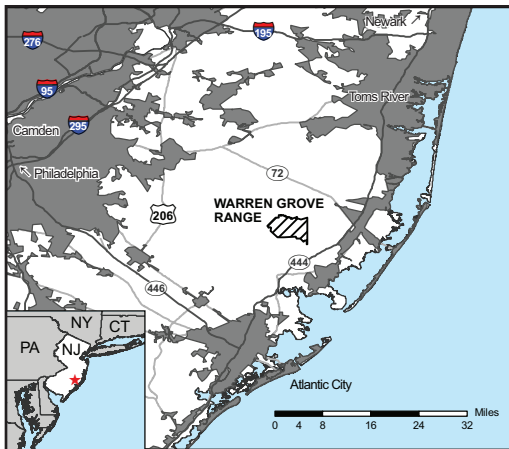 Newark
276
195
95
Toms River
Camden
295
Philadelphia
72
206
WARREN GROVE
RANGE
444
446
NY
CT
PA
NJ
Atlantic City
Miles
0 4 8 16 24 32